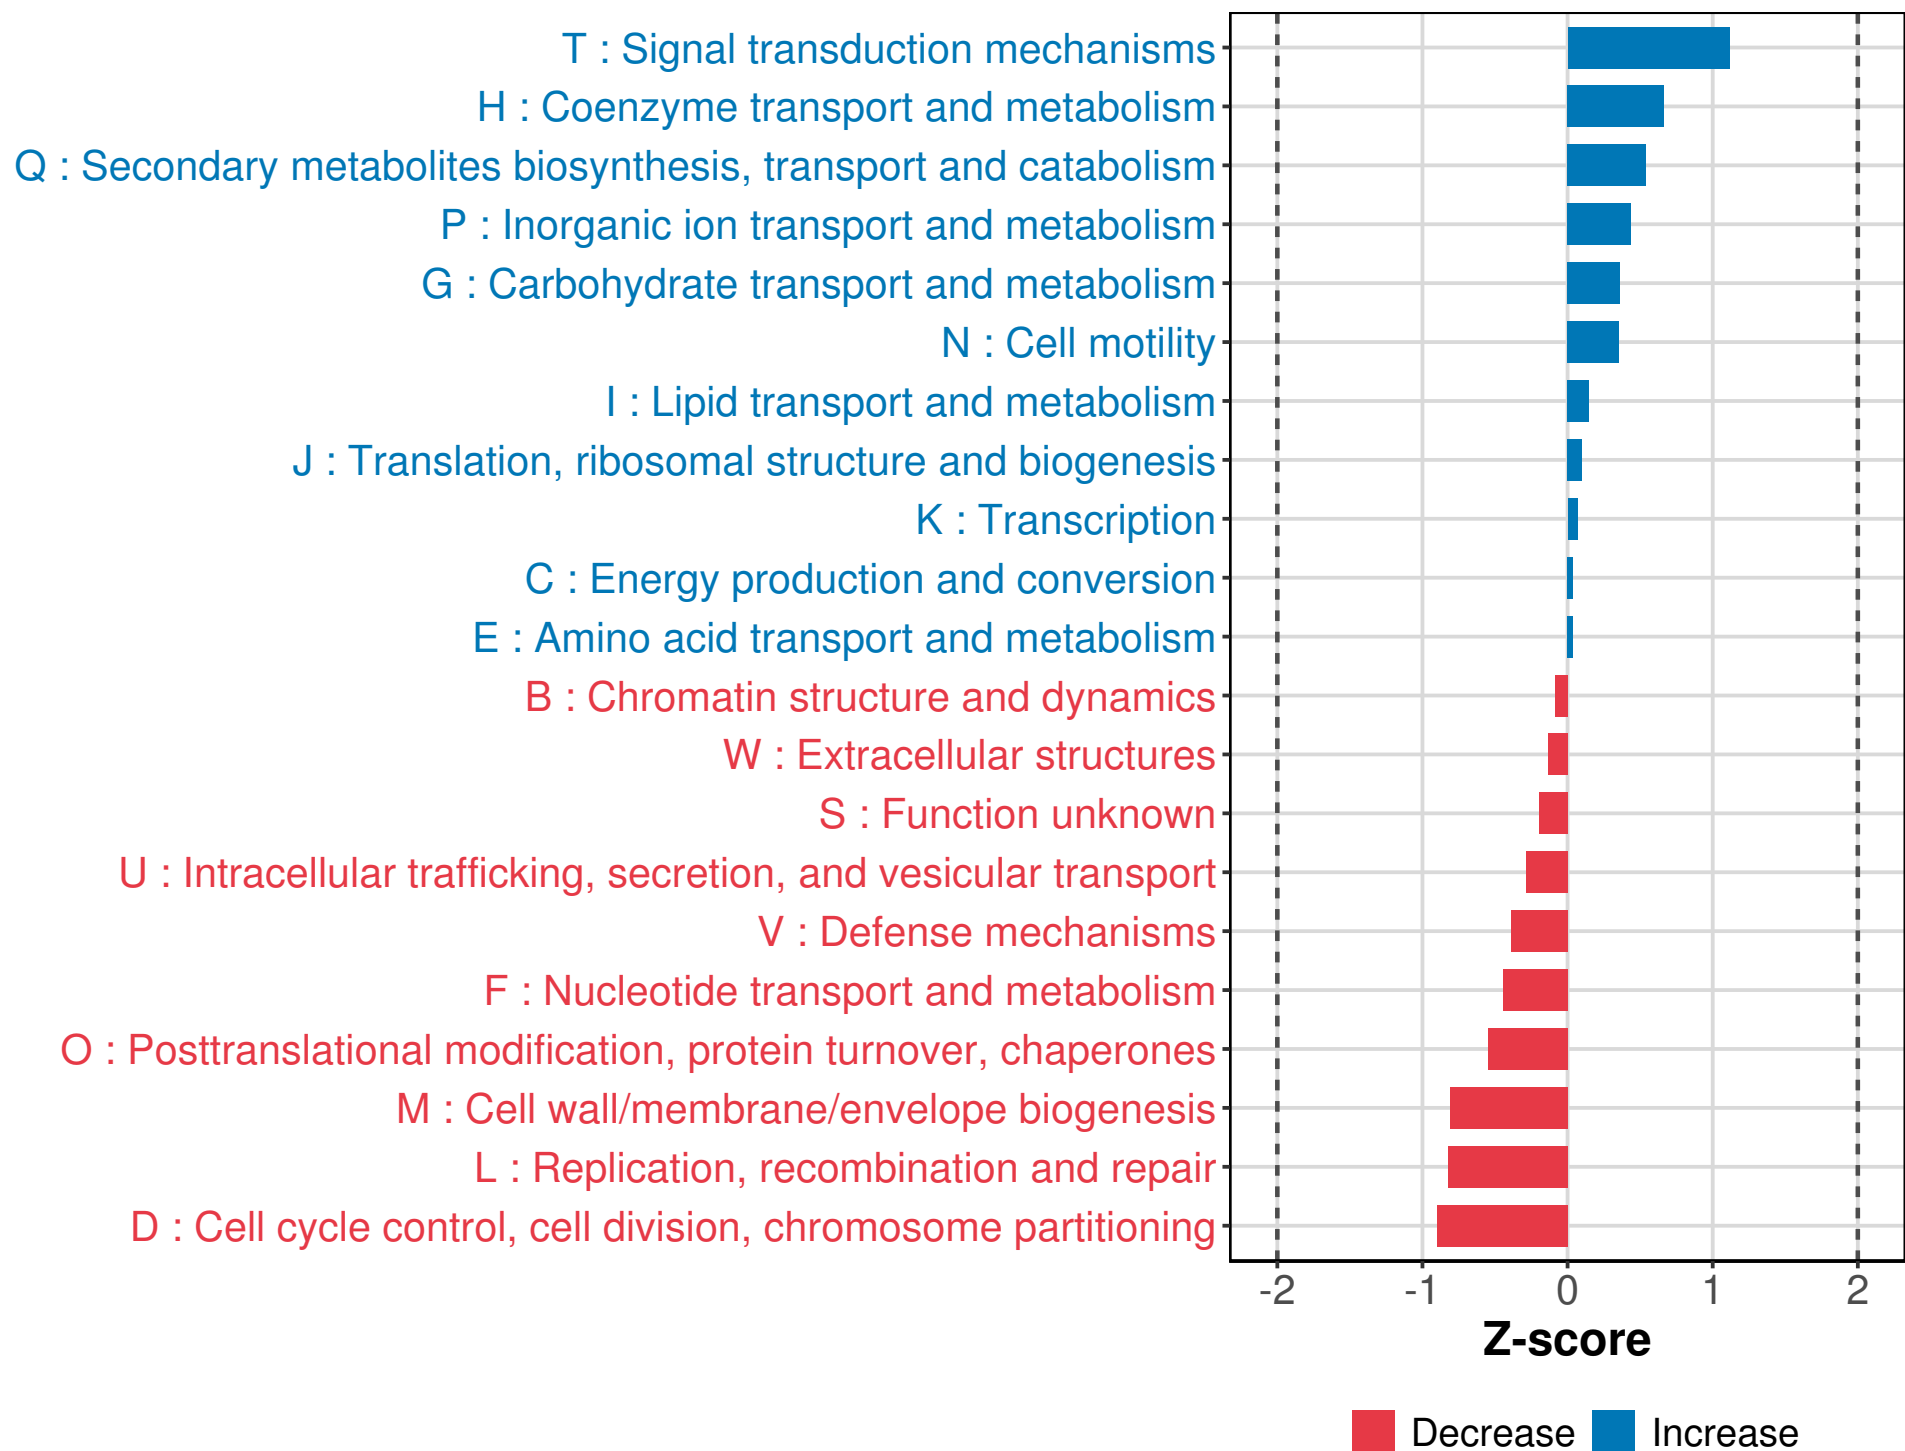 T : Signal transduction mechanisms
H : Coenzyme transport and metabolism
Q : Secondary metabolites biosynthesis, transport and catabolism
P : Inorganic ion transport and metabolism
G : Carbohydrate transport and metabolism
N : Cell motility
I : Lipid transport and metabolism
J : Translation, ribosomal structure and biogenesis
K : Transcription
C : Energy production and conversion
E : Amino acid transport and metabolism
B : Chromatin structure and dynamics
W : Extracellular structures
S : Function unknown
U : Intracellular trafficking, secretion, and vesicular transport
V : Defense mechanisms
F : Nucleotide transport and metabolism
O : Posttranslational modification, protein turnover, chaperones
M : Cell wall/membrane/envelope biogenesis
L : Replication, recombination and repair
D : Cell cycle control, cell division, chromosome partitioning
-2 -1 0 1 2
Z-score
Decrease Increase